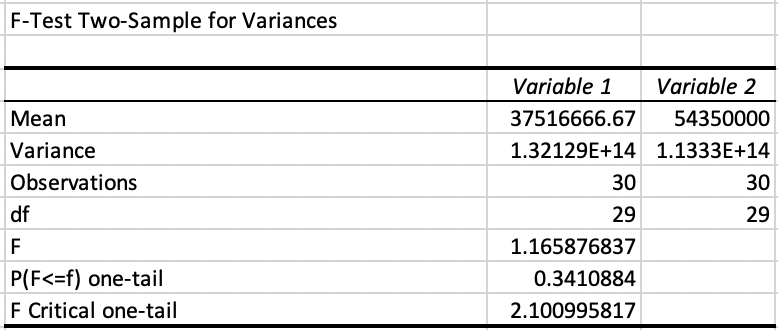 F-Test Two-Sample for Variances
Variable 1 Variable 2
Mean 37516666.67 54350000
Variance 1.32129E+14 1.1333E+14
Observations 30 30
df 29 29
F 1.165876837
P(F<=f) one-tail 0.3410884
F Critical one-tail 2.100995817